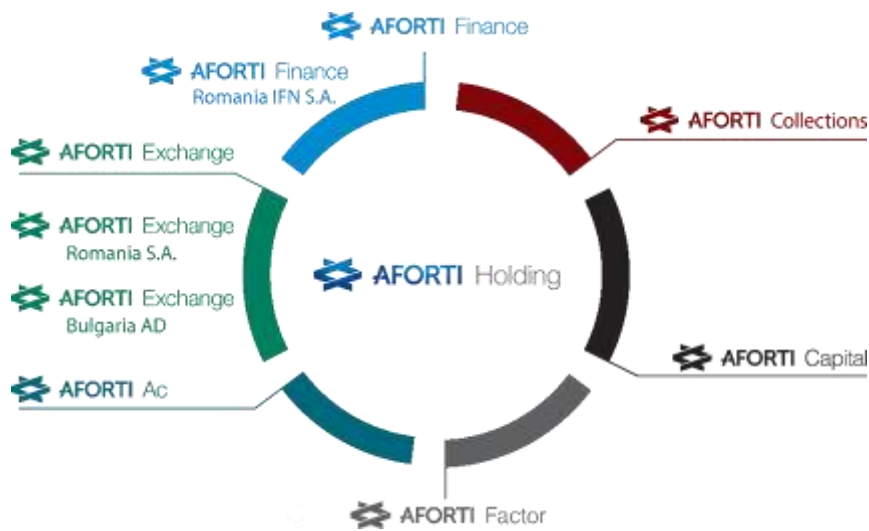 AFORTI Finance
AFORTI Finance
Romania IFN S.A.
AFORTI Collections
AFORTI Exchange
AFORTI Exchange
Romania S.A.
AFORTI Holding
AFORTI Exchange
Bulgaria AD
AFORTI Capital
AFORTI Ac
AFORTI Factor